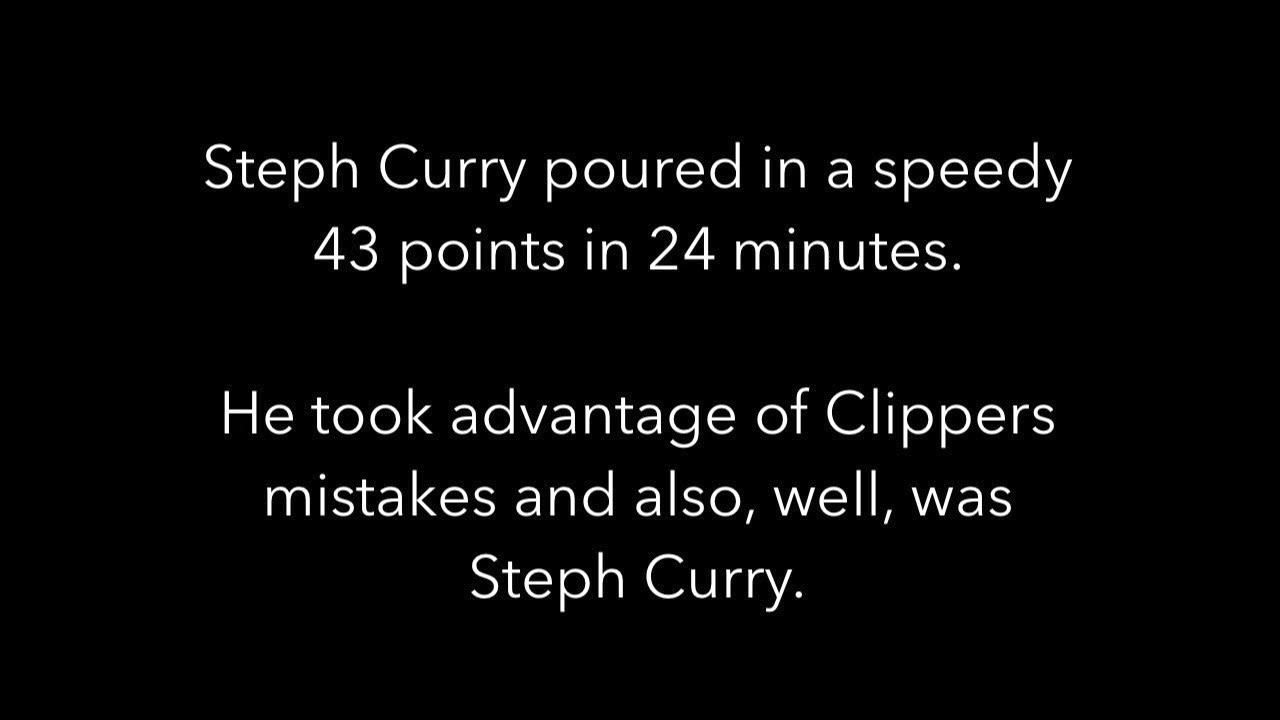 Steph Curry poured in a speedy
43 points in 24 minutes.
He took advantage of Clippers
mistakes and also, well, was
Steph Curry.